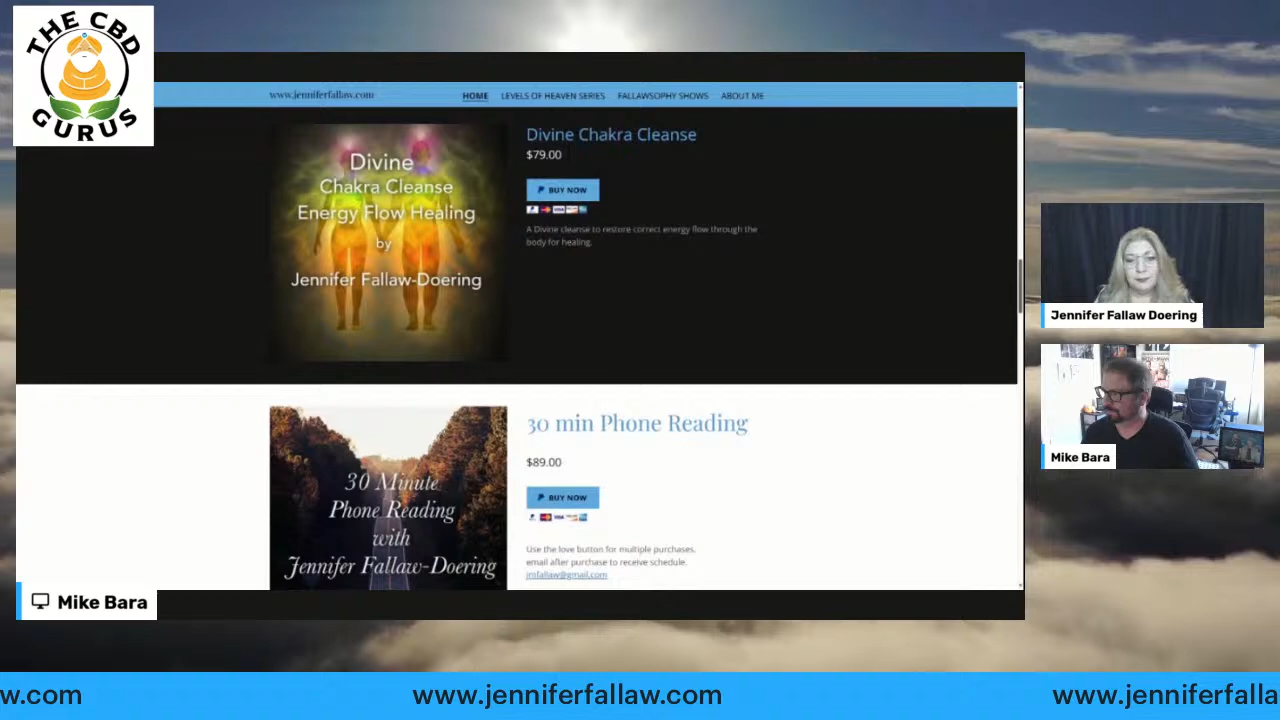 THE CBD
GURUS
www.jenniferfallaw.com
HOME LEVELS OF HEAVEN SERIES FALLAWSOPHY SHOWS ABOUT ME
Divine
Chakra Cleanse
Energy Flow Healing
by
Jennifer Fallaw-Doering
Divine Chakra Cleanse
$79.00
BUY NOW
A Divine cleanse to restore correct energy flow through the
body for healing.
30 Minute
Phone Reading
with
Jennifer Fallaw-Doering
30 min Phone Reading
$89.00
BUY NOW
Use the love button for multiple purchases.
email after purchase to receive schedule.
jmfallaw@gmail.com
Jennifer Fallaw Doering
Mike Bara
Mike Bara
w.com www.jenniferfallaw.com www.jenniferfalla